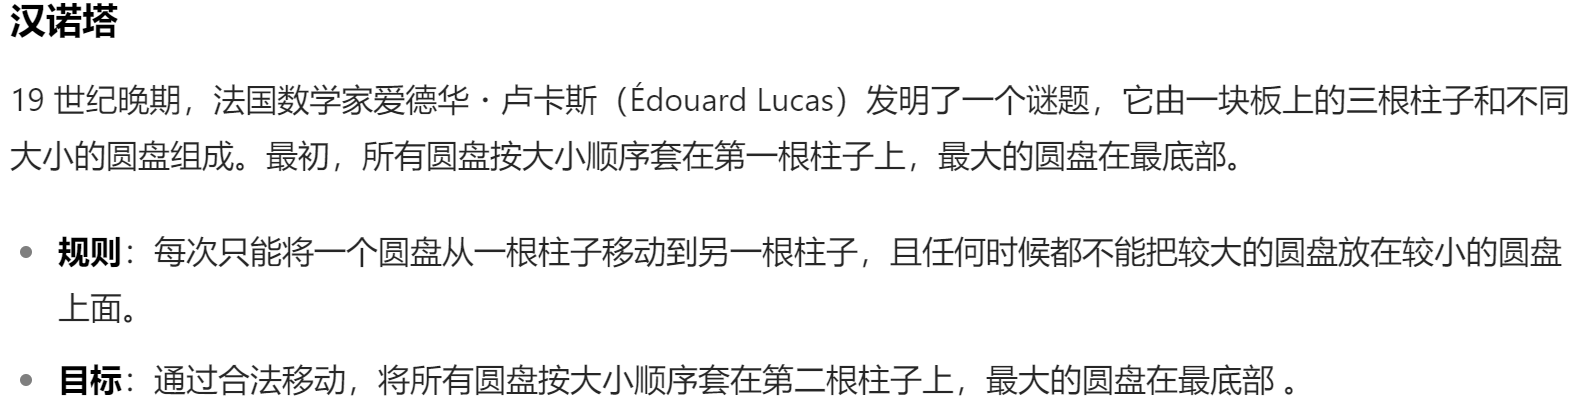 汉诺塔
19 世纪晚期，法国数学家爱德华・卢卡斯（Édouard Lucas）发明了一个谜题，它由一块板上的三根柱子和不同
大小的圆盘组成。最初，所有圆盘按大小顺序套在第一根柱子上，最大的圆盘在最底部。
• 规则：每次只能将一个圆盘从一根柱子移动到另一根柱子，且任何时候都不能把较大的圆盘放在较小的圆盘
上面。
• 目标：通过合法移动，将所有圆盘按大小顺序套在第二根柱子上，最大的圆盘在最底部 。